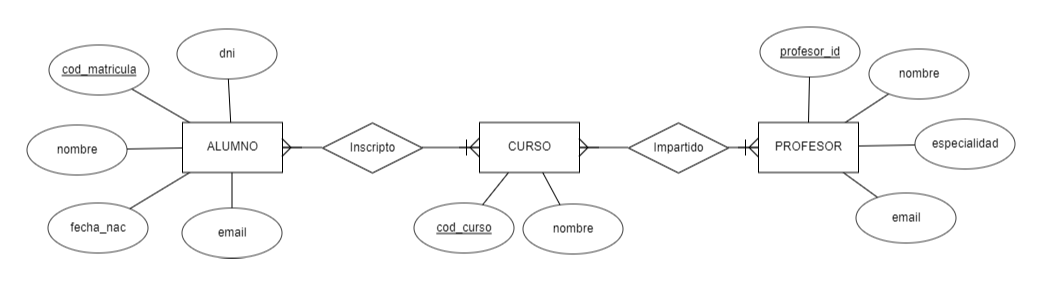 cod_matricula
dni
nombre
ALUMNO
fecha_nac
email
Inscripto
CURSO
cod_curso
nombre
Impartido
profesor_id
nombre
PROFESOR
especialidad
email